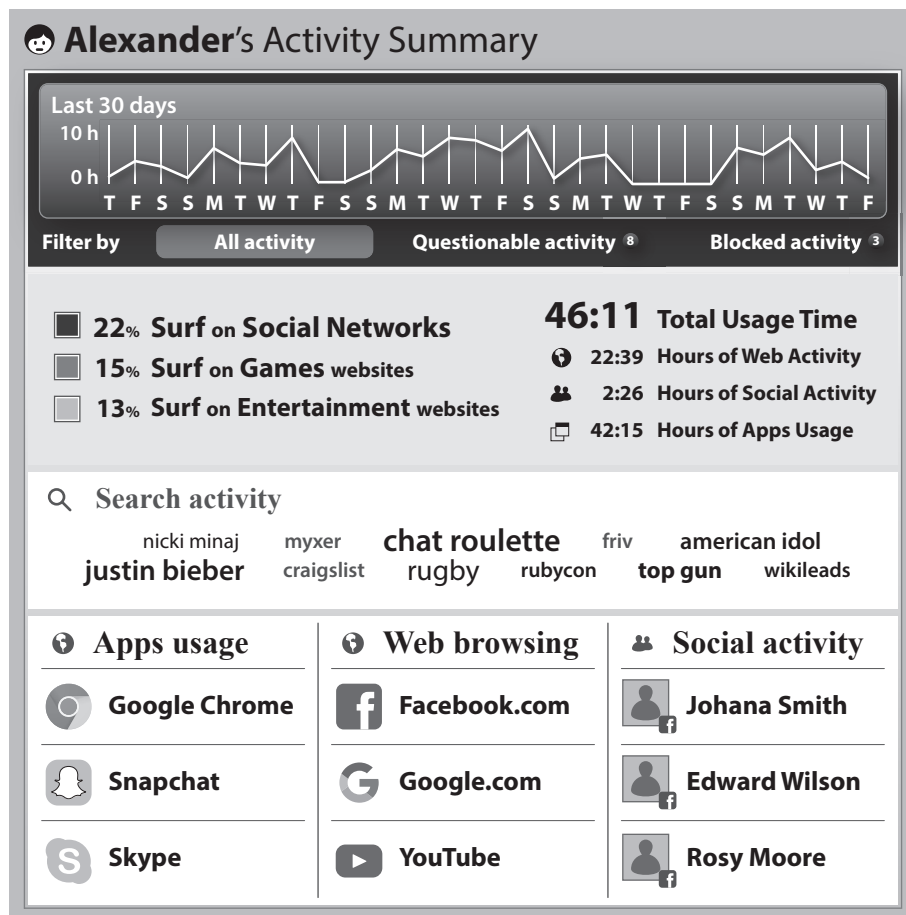 Alexander's Activity Summary
Last 30 days
10 h
0 h
T F S S M T W T F S S M T W T F S S M T W T F S S M T W T F
Filter by All activity Questionable activity 8 Blocked activity 3
22% Surf on Social Networks
15% Surf on Games websites
13% Surf on Entertainment websites
46:11 Total Usage Time
22:39 Hours of Web Activity
2:26 Hours of Social Activity
42:15 Hours of Apps Usage
Search activity
nicki minaj myxer chat roulette friv american idol
justin bieber craigslist rugby rubycon top gun wikileads
Apps usage
Google Chrome
Snapchat
Skype
Web browsing
Facebook.com
Google.com
YouTube
Social activity
Johana Smith
Edward Wilson
Rosy Moore